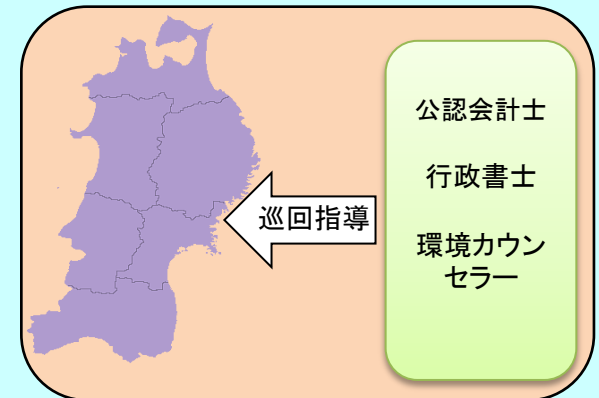 公認会計士
行政書士
巡回指導
環境カウン
セラー